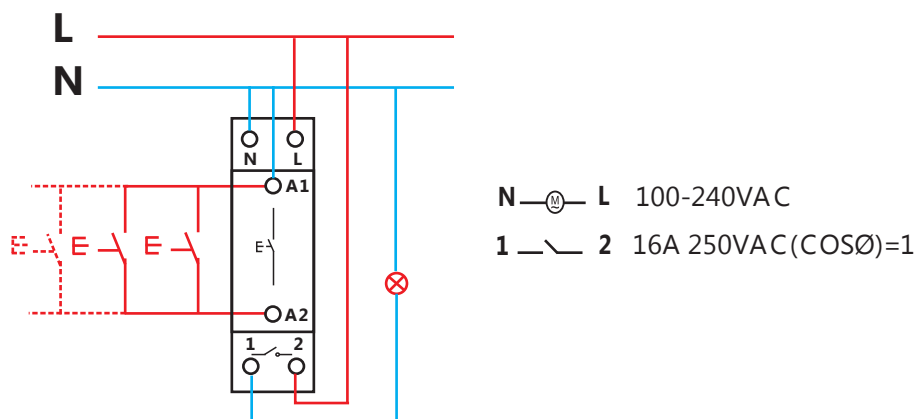 L
N
N L
A1
A2
1 2
N M L 100-240VAC
1 2 16A 250VAC(COSØ)=1